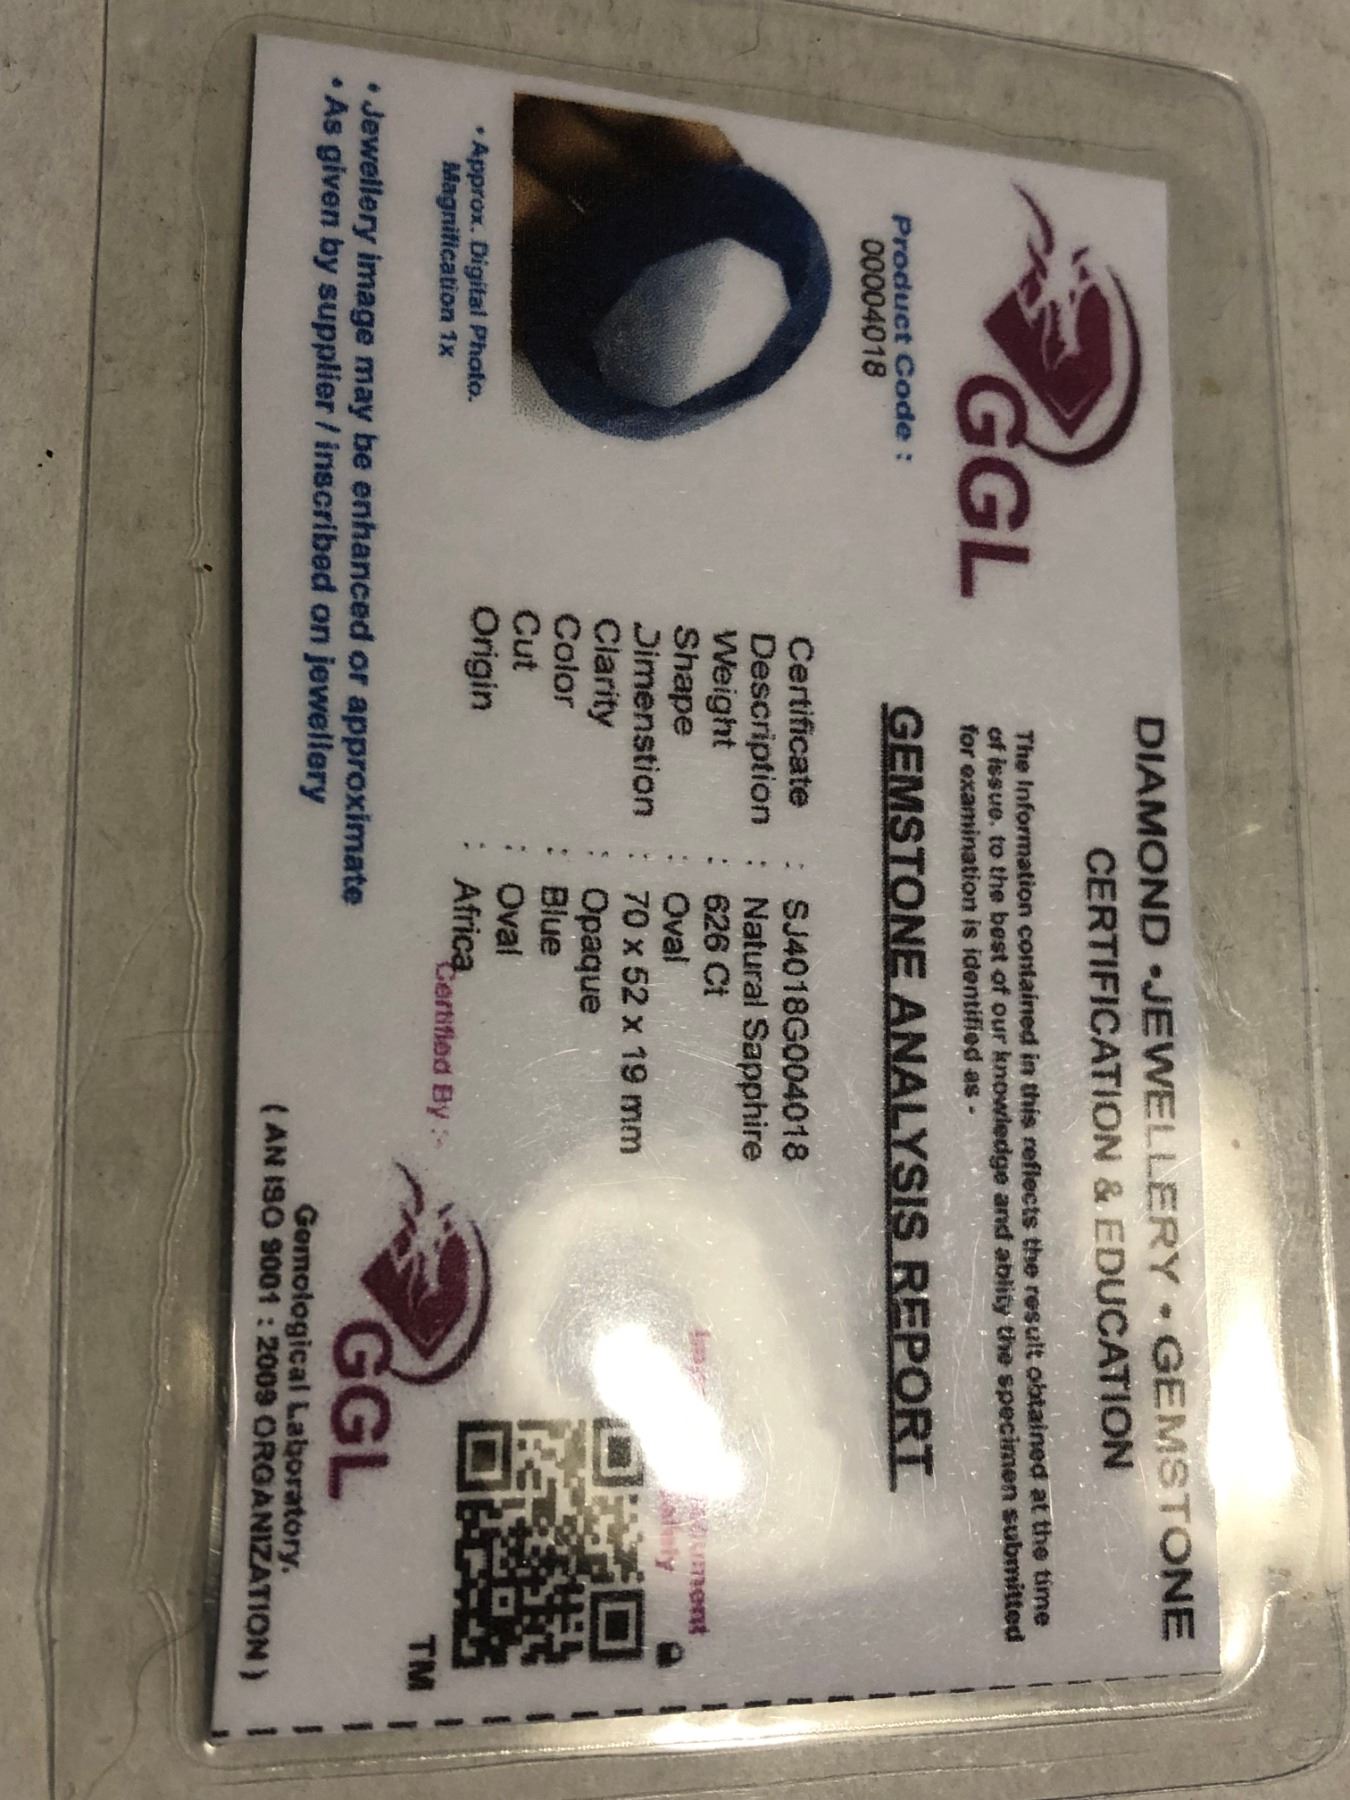 GGL
DIAMOND • JEWELLERY • GEMSTONE
CERTIFICATION & EDUCATION
The Information contained in this reflects the result obtained at the time
of issue. to the best of our knowledge and ability the specimen submitted
for examination is identified as -
Product Code :
00004018
GEMSTONE ANALYSIS REPORT
Certificate : SJ4018G004018
Description : Natural Sapphire
Weight : 626 Ct
Shape : Oval
Dimenstion : 70 x 52 x 19 mm
Clarity : Opaque
Color : Blue
Cut : Oval
Origin : Africa
• Approx. Digital Photo.
Magnification 1x
Certified By :-
GGL
TM
• Jewellery image may be enhanced or approximate
• As given by supplier / inscribed on jewellery
Gemological Laboratory.
( AN ISO 9001 : 2009 ORGANIZATION )